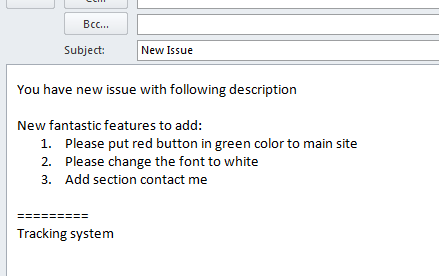 Bcc...
Subject: New Issue
You have new issue with following description
New fantastic features to add:
1. Please put red button in green color to main site
2. Please change the font to white
3. Add section contact me
=========
Tracking system